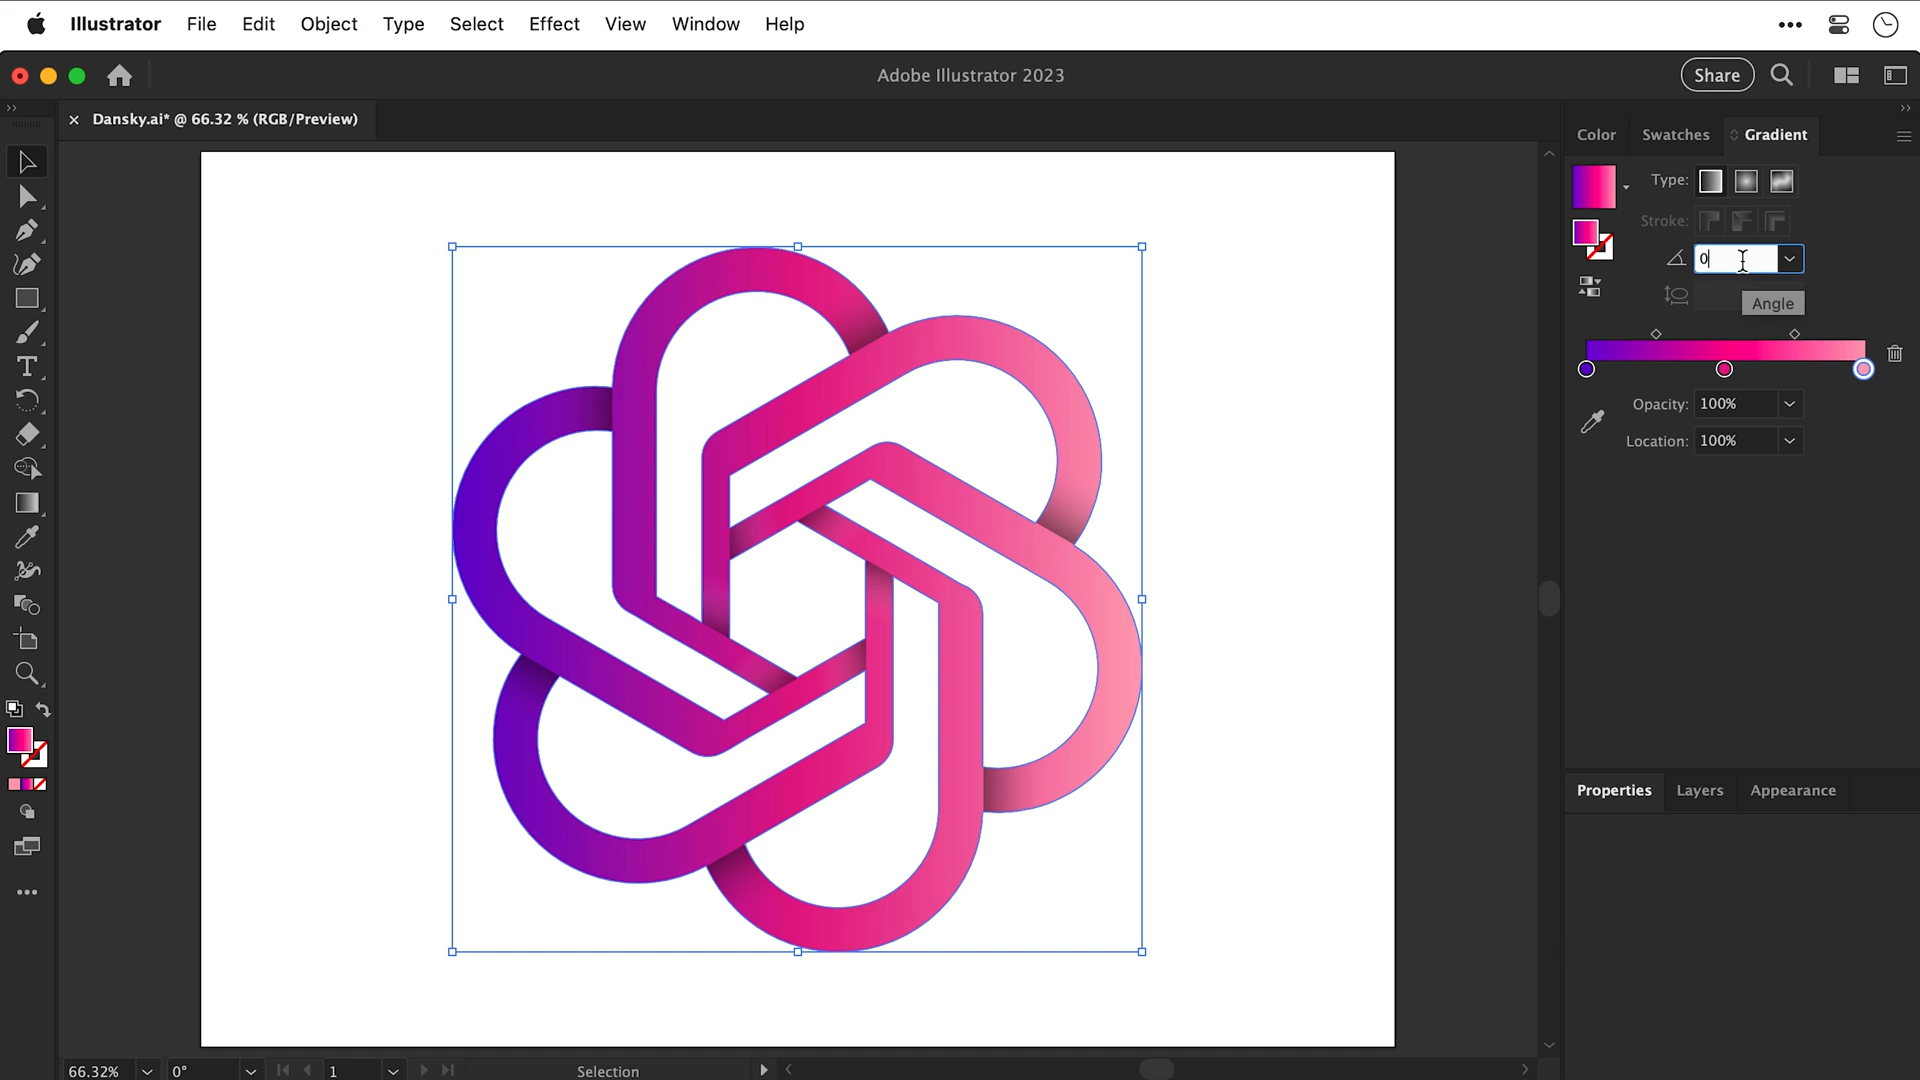 Illustrator File Edit Object Type Select Effect View Window Help
Adobe Illustrator 2023
Share
Dansky.ai* @ 66.32 % (RGB/Preview)
Color Swatches Gradient
Type:
Stroke:
0
Angle
Opacity: 100%
Location: 100%
Properties Layers Appearance
66.32% 0° 1 Selection